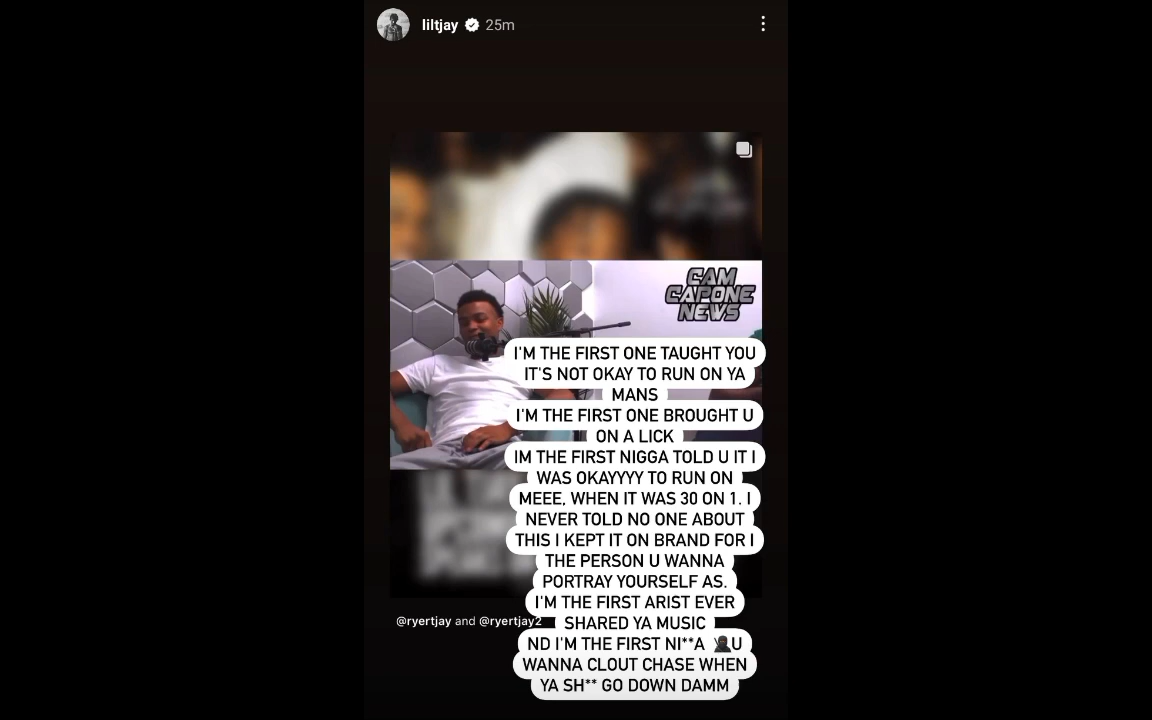 liltjay 25m
CAM
CAPONE
NEWS
I'M THE FIRST ONE TAUGHT YOU
IT'S NOT OKAY TO RUN ON YA
MANS
I'M THE FIRST ONE BROUGHT U
ON A LICK
IM THE FIRST NIGGA TOLD U IT I
WAS OKAYYYY TO RUN ON
MEEE, WHEN IT WAS 30 ON 1. I
NEVER TOLD NO ONE ABOUT
THIS I KEPT IT ON BRAND FOR I
THE PERSON U WANNA
PORTRAY YOURSELF AS.
I'M THE FIRST ARIST EVER
SHARED YA MUSIC
ND I'M THE FIRST NI**A 🥷🏿U
WANNA CLOUT CHASE WHEN
YA SH** GO DOWN DAMM
@ryertjay and @ryertjay2